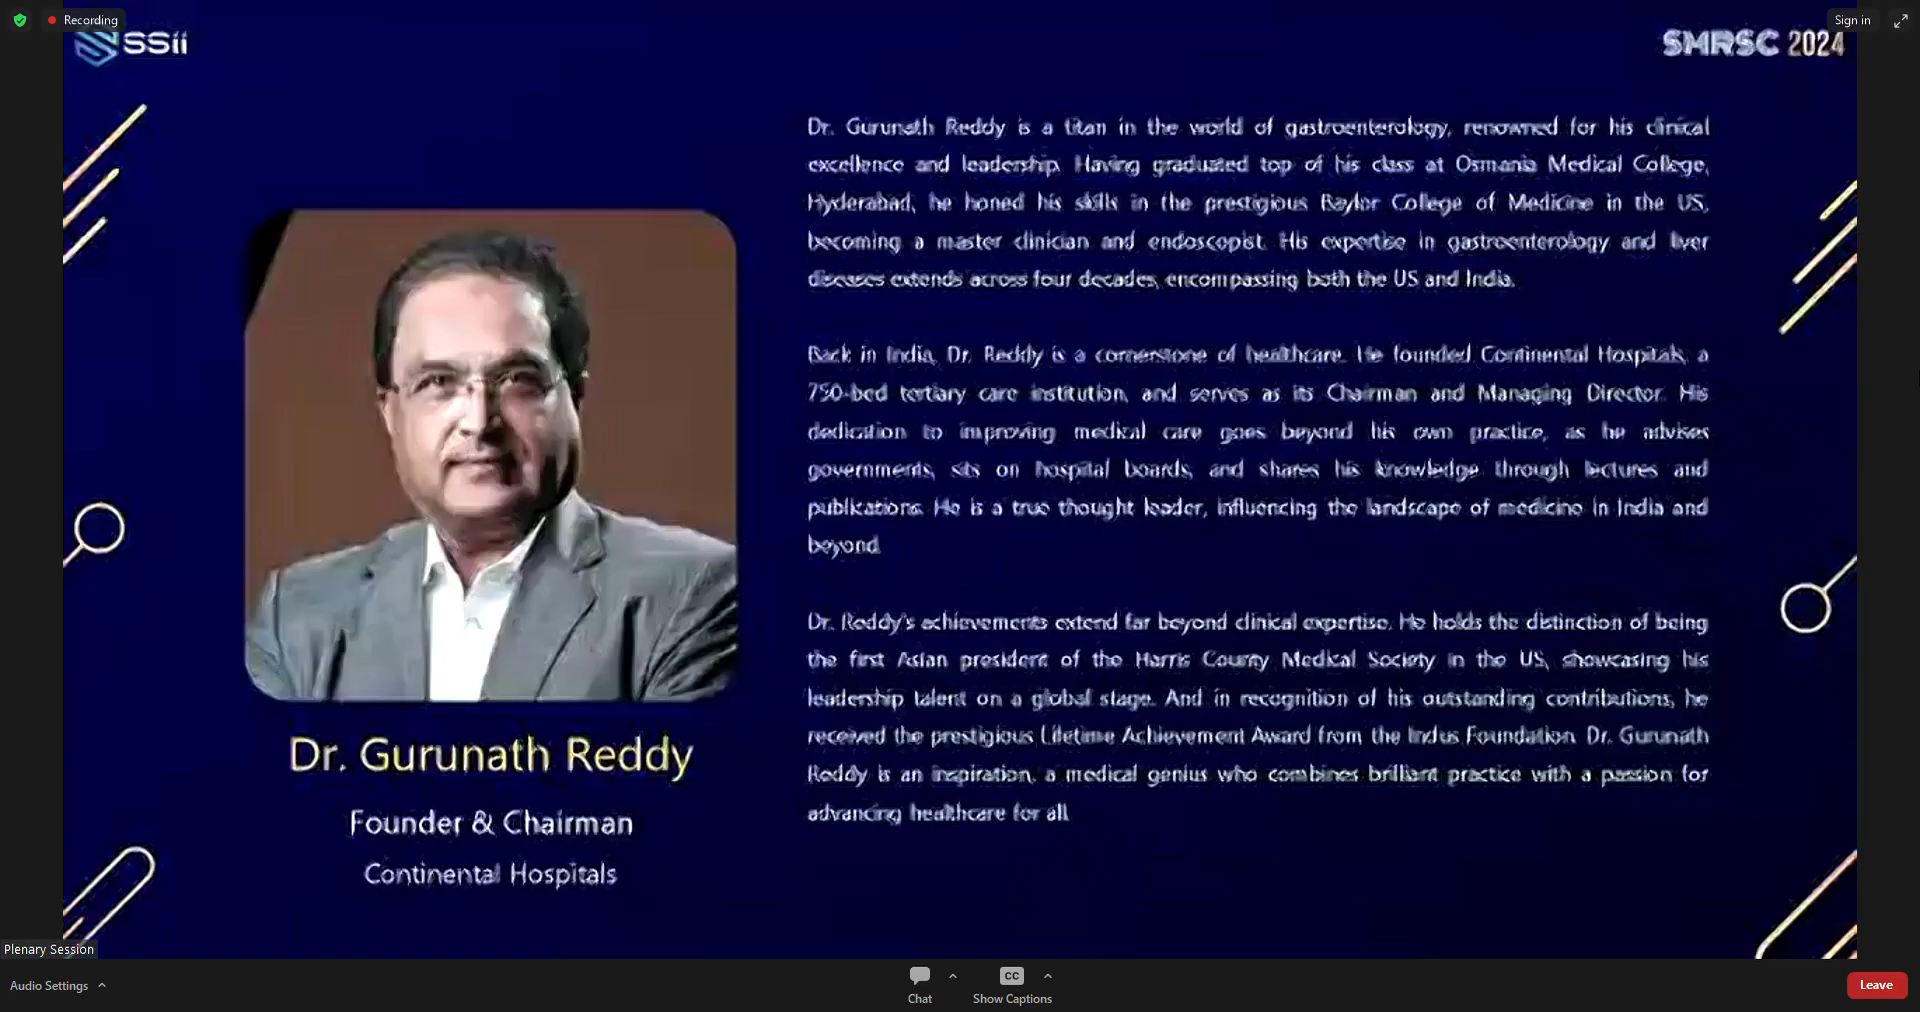 Recording
Sign in
SSii
SMRSC 2024
Dr. Gurunath Reddy is a titan in the world of gastroenterology, renowned for his clinical
excellence and leadership. Having graduated top of his class at Osmania Medical College,
Hyderabad, he honed his skills in the prestigious Baylor College of Medicine in the US,
becoming a master clinician and endoscopist. His expertise in gastroenterology and liver
diseases extends across four decades, encompassing both the US and India.
Back in India, Dr. Reddy is a cornerstone of healthcare. He founded Continental Hospitals, a
750-bed tertiary care institution, and serves as its Chairman and Managing Director. His
dedication to improving medical care goes beyond his own practice, as he advises
governments, sits on hospital boards, and shares his knowledge through lectures and
publications. He is a true thought leader, influencing the landscape of medicine in India and
beyond.
Dr. Reddy's achievements extend far beyond clinical expertise. He holds the distinction of being
the first Asian president of the Harris County Medical Society in the US, showcasing his
leadership talent on a global stage. And in recognition of his outstanding contributions, he
received the prestigious Lifetime Achievement Award from the Indus Foundation. Dr. Gurunath
Reddy is an inspiration, a medical genius who combines brilliant practice with a passion for
advancing healthcare for all.
Dr. Gurunath Reddy
Founder & Chairman
Continental Hospitals
Plenary Session
Audio Settings
Chat
CC
Show Captions
Leave